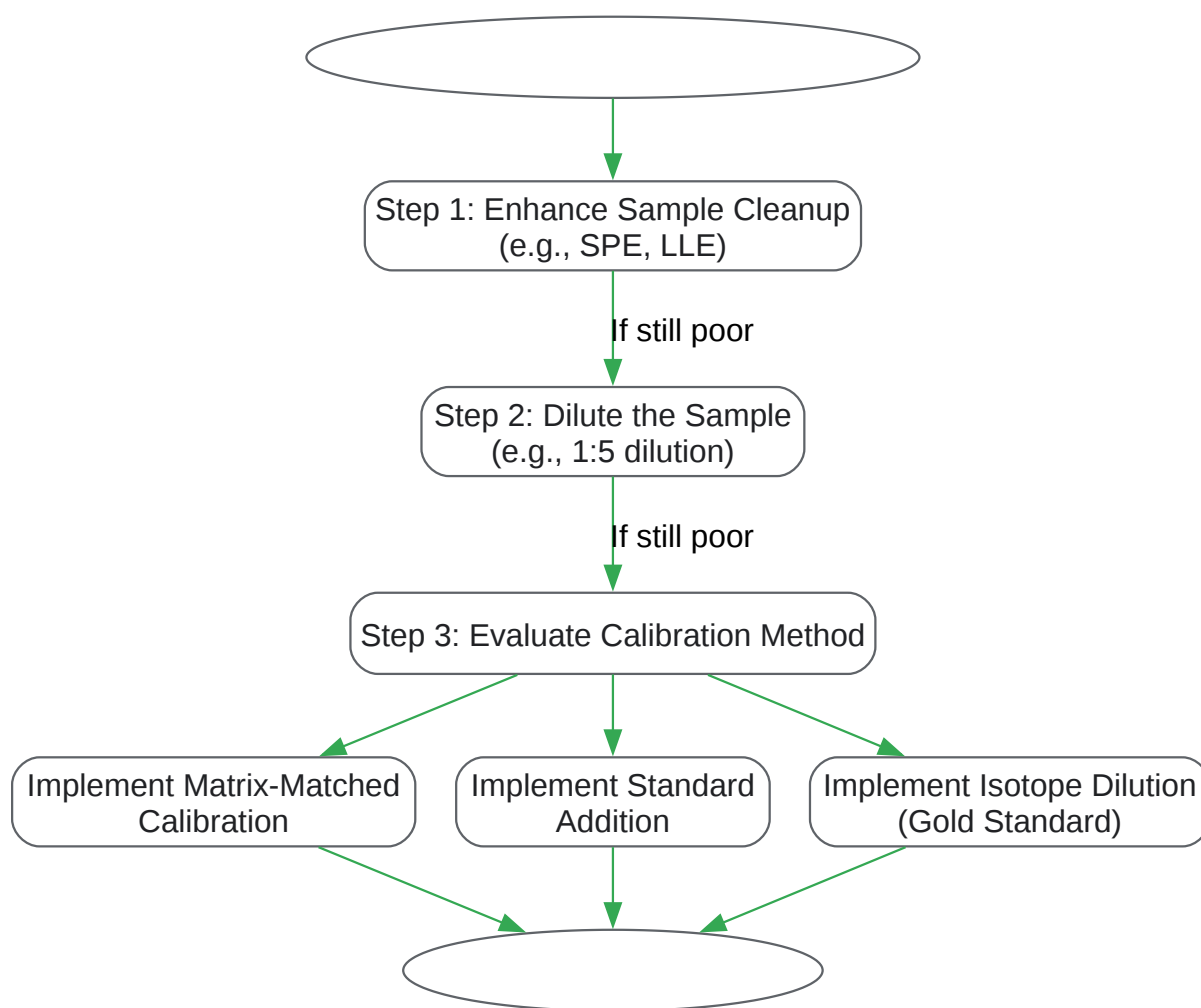 Step 1: Enhance Sample Cleanup
(e.g., SPE, LLE)
If still poor
Step 2: Dilute the Sample
(e.g., 1:5 dilution)
If still poor
Step 3: Evaluate Calibration Method
Implement Matrix-Matched
Calibration
Implement Standard
Addition
Implement Isotope Dilution
(Gold Standard)